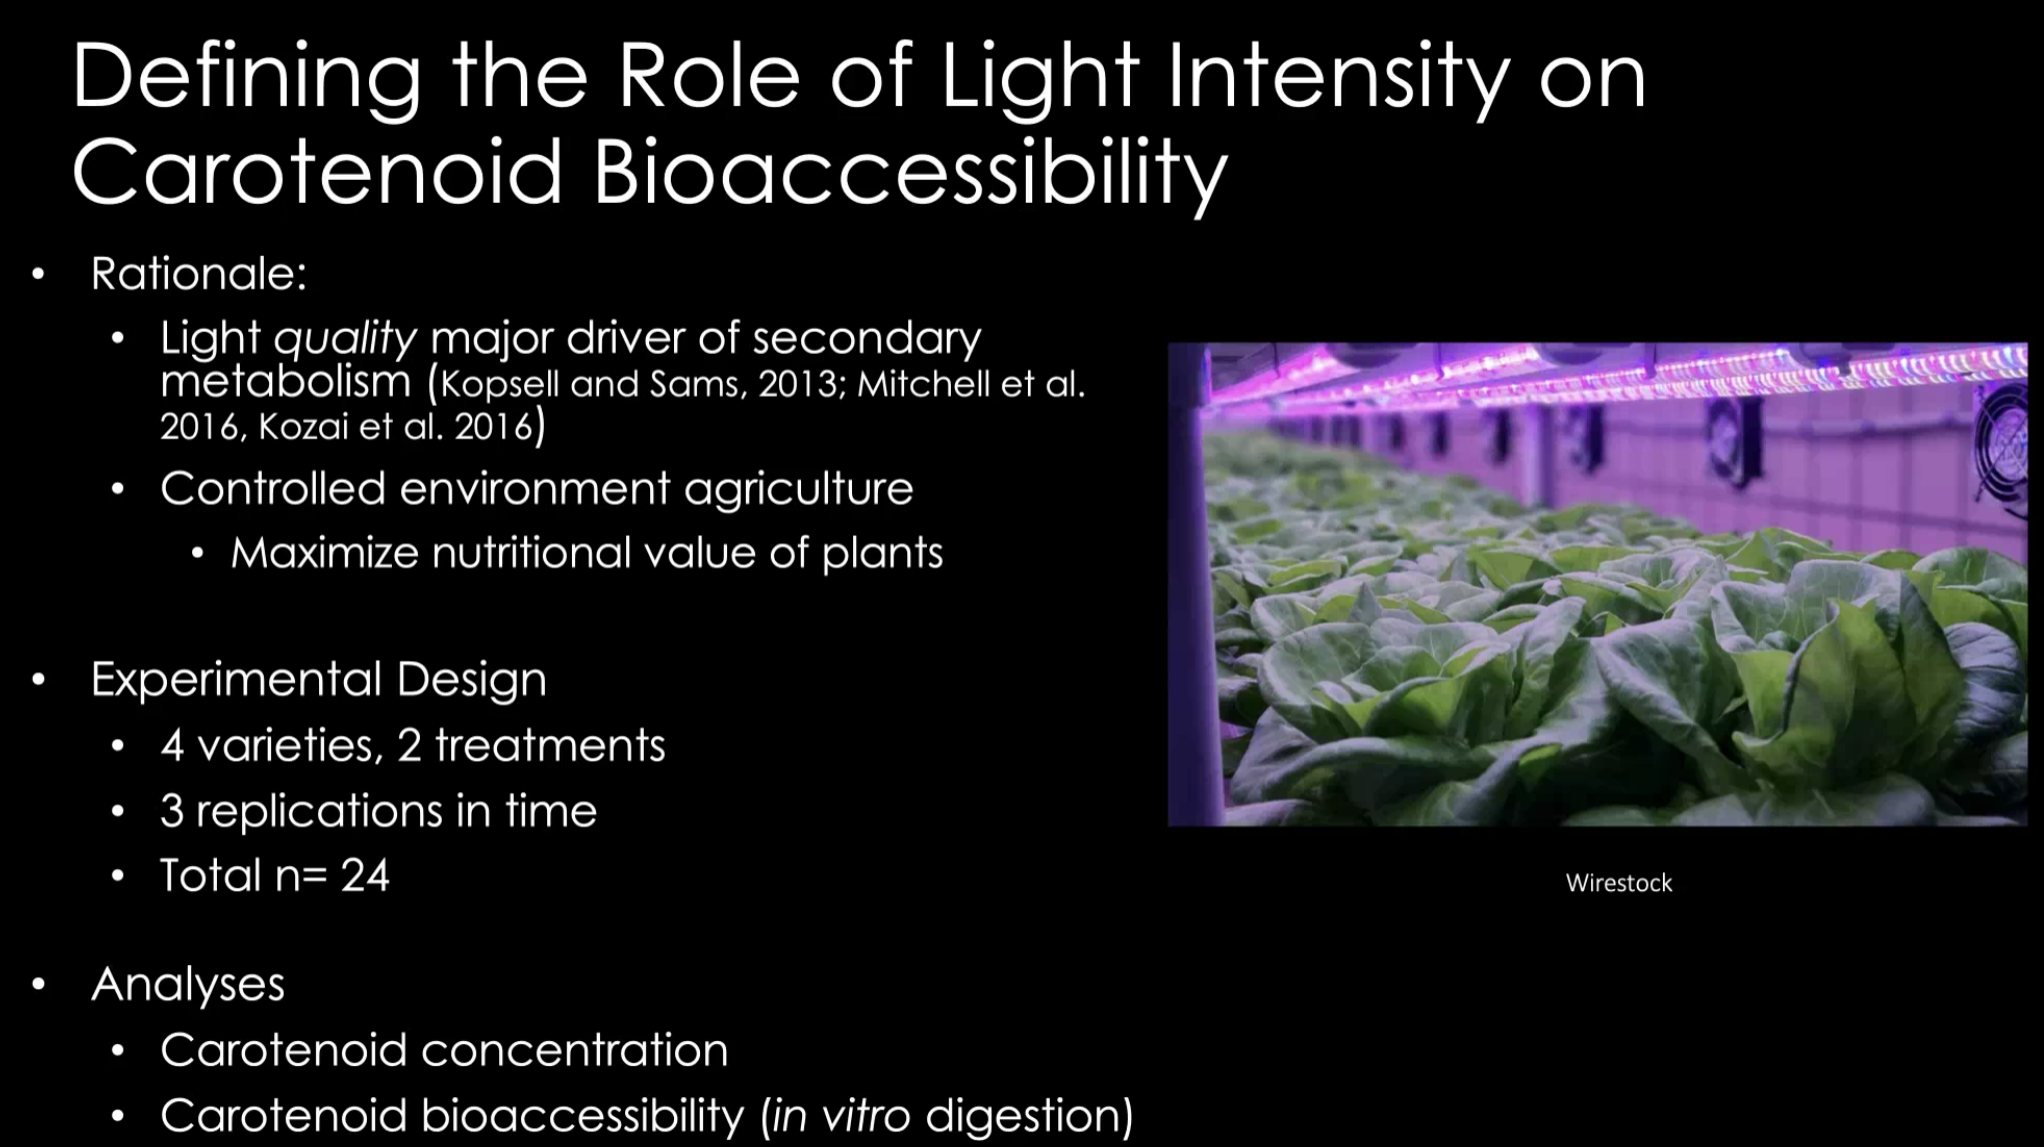 Defining the Role of Light Intensity on
Carotenoid Bioaccessibility
• Rationale:
• Light quality major driver of secondary
metabolism (Kopsell and Sams, 2013; Mitchell et al.
2016, Kozai et al. 2016)
• Controlled environment agriculture
• Maximize nutritional value of plants
• Experimental Design
• 4 varieties, 2 treatments
• 3 replications in time
• Total n= 24
• Analyses
• Carotenoid concentration
• Carotenoid bioaccessibility (in vitro digestion)
Wirestock